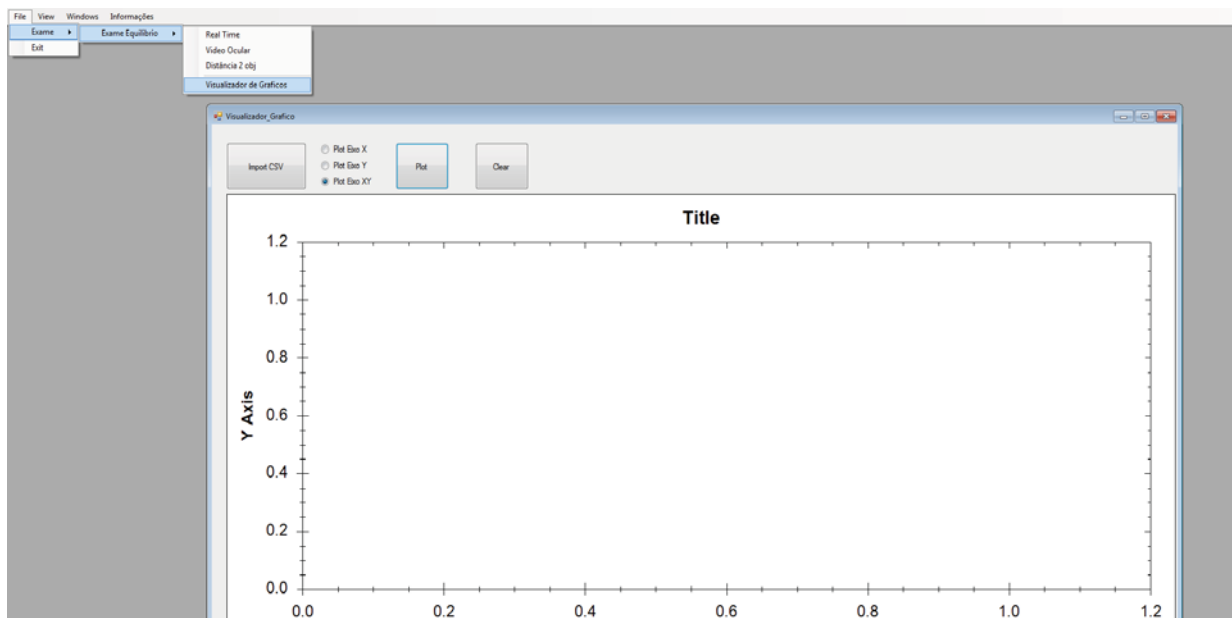 File View Windows Informações
Exame
Exit
Exame Equilíbrio
Real Time
Video Ocular
Distância 2 obj
Visualizador de Graficos
Visualizador_Grafico
Import CSV
Plot Eixo X
Plot Eixo Y
Plot Eixo XY
Plot
Clear
Title
Y Axis
1.2
1.0
0.8
0.6
0.4
0.2
0.0
0.0 0.2 0.4 0.6 0.8 1.0 1.2